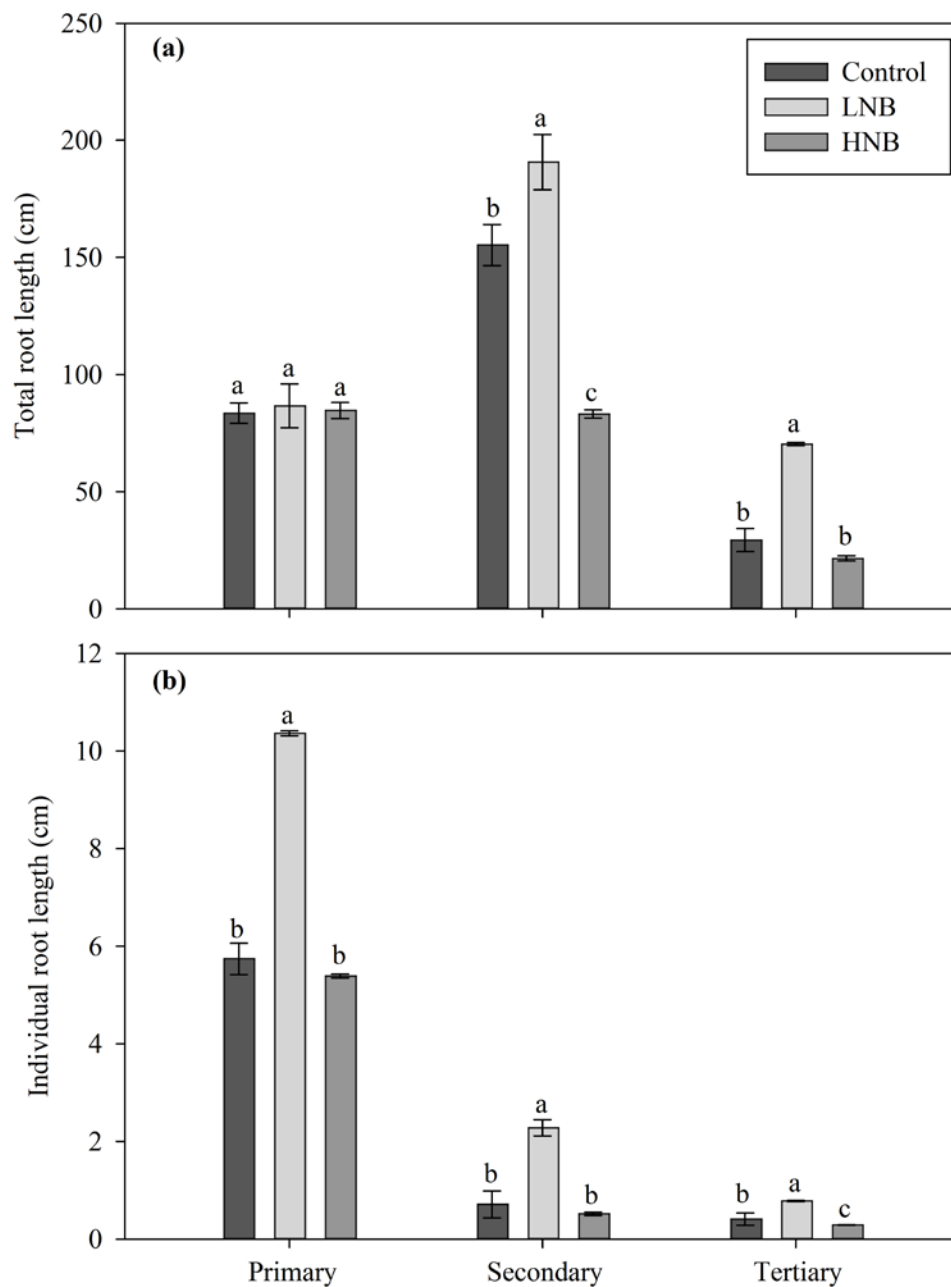 250
(a)
Control
LNB
HNB
200
a
b
150
Total root length (cm)
100
a
a
a
c
a
50
b
b
0
12
(b)
a
10
8
Individual root length (cm)
6
b
b
4
2
a
b
b
b
a
c
0
Primary
Secondary
Tertiary